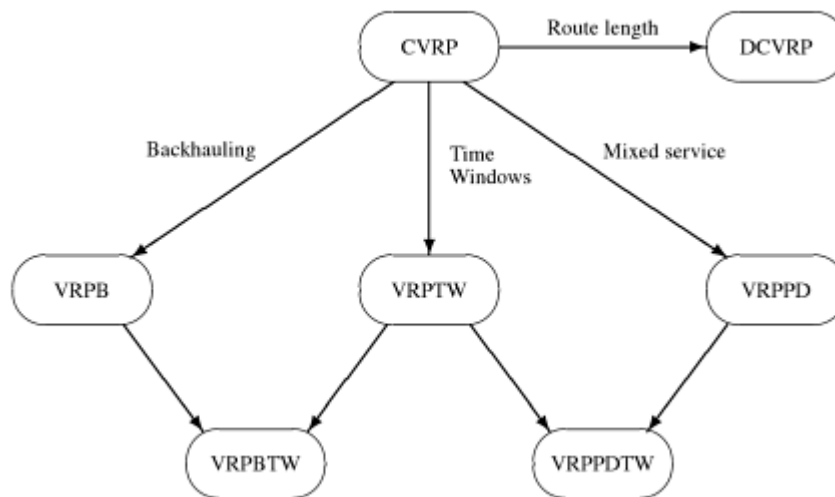 Route length
CVRP
DCVRP
Backhauling
Time
Windows
Mixed service
VRPB
VRPTW
VRPPD
VRPBTW
VRPPDTW